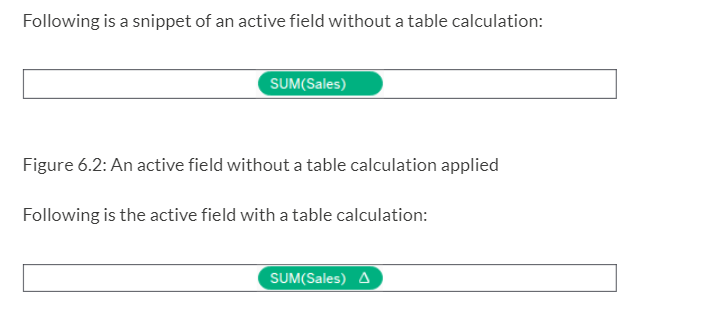 Following is a snippet of an active field without a table calculation:
SUM(Sales)
Figure 6.2: An active field without a table calculation applied
Following is the active field with a table calculation:
SUM(Sales) Δ